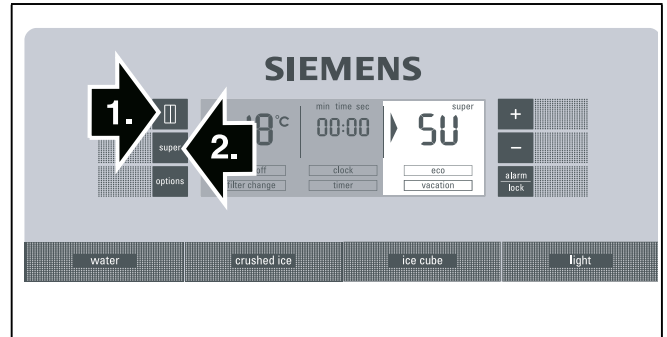 SIEMENS
1.
super
options
2.
18°C
off
filter change
min time sec
00:00
clock
timer
super
SU
eco
vacation
+
−
alarm
lock
water
crushed ice
ice cube
light